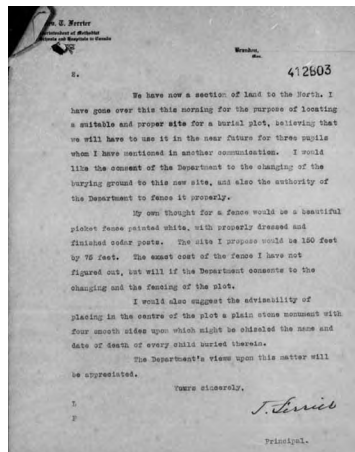 T. Ferrier
Superintendent of Methodist
Schools and Hospitals in Canada
Brandon,
Man.
412803
2.
We have now a section of land to the North. I
have gone over this this morning for the purpose of locating
a suitable and proper site for a burial plot, believing that
we will have to use it in the near future for three pupils
whom I have mentioned in another communication. I would
like the consent of the Department to the changing of the
burying ground to this new site, and also the authority of
the Department to fence it properly.
My own thought for a fence would be a beautiful
picket fence painted white, with properly dressed and
finished cedar posts. The site I propose would be 150 feet
by 75 feet. The exact cost of the fence I have not
figured out, but will if the Department consents to the
changing and the fencing of the plot.
I would also suggest the advisability of
placing in the centre of the plot a plain stone monument with
four smooth sides upon which might be chiseled the name and
date of death of every child buried therein.
The Department's views upon this matter will
be appreciated.
Yours sincerely,
T. Ferrier
Principal.